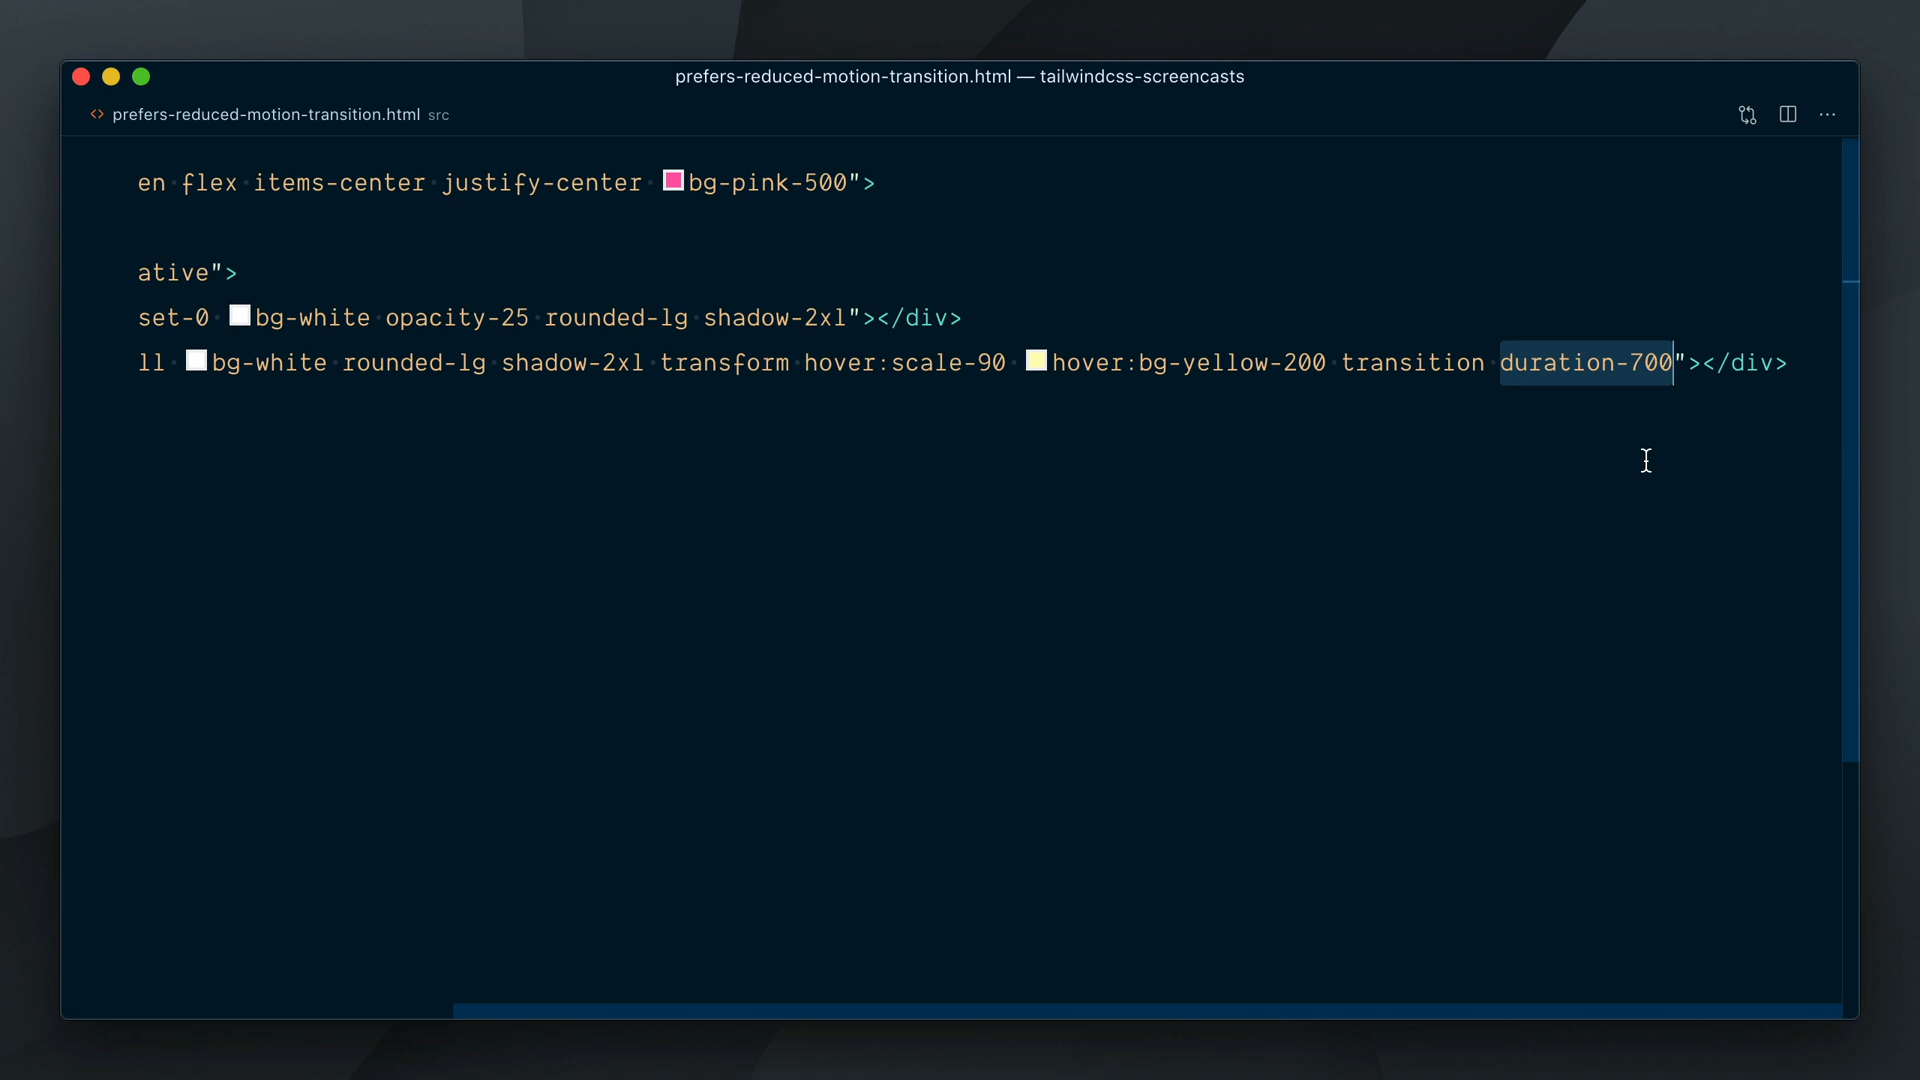 prefers-reduced-motion-transition.html — tailwindcss-screencasts
<> prefers-reduced-motion-transition.html src
en flex items-center justify-center bg-pink-500">
ative">
set-0 bg-white opacity-25 rounded-lg shadow-2xl"></div>
ll bg-white rounded-lg shadow-2xl transform hover:scale-90 hover:bg-yellow-200 transition duration-700"></div>